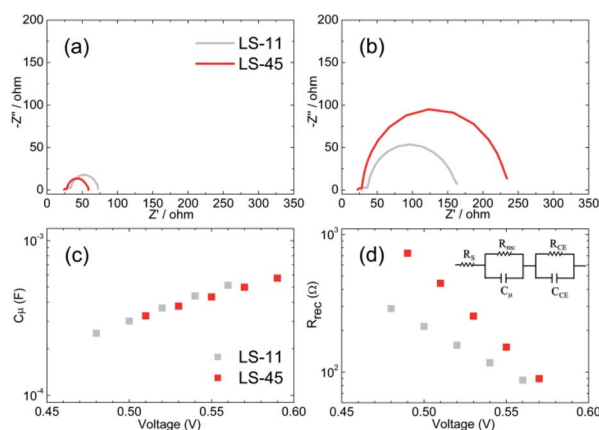 200
(a)
LS-11
LS-45
150
-Z'' / ohm
100
50
0
0 50 100 150 200 250 300 350
Z' / ohm
200
(b)
150
-Z'' / ohm
100
50
0
0 50 100 150 200 250 300 350
Z' / ohm
10⁻³
(c)
Cμ (F)
LS-11
LS-45
10⁻⁴
0.45 0.50 0.55 0.60
Voltage (V)
10³
(d)
Rrec RCE
RS
Cμ CCE
Rrec (Ω)
10²
0.45 0.50 0.55 0.60
Voltage (V)